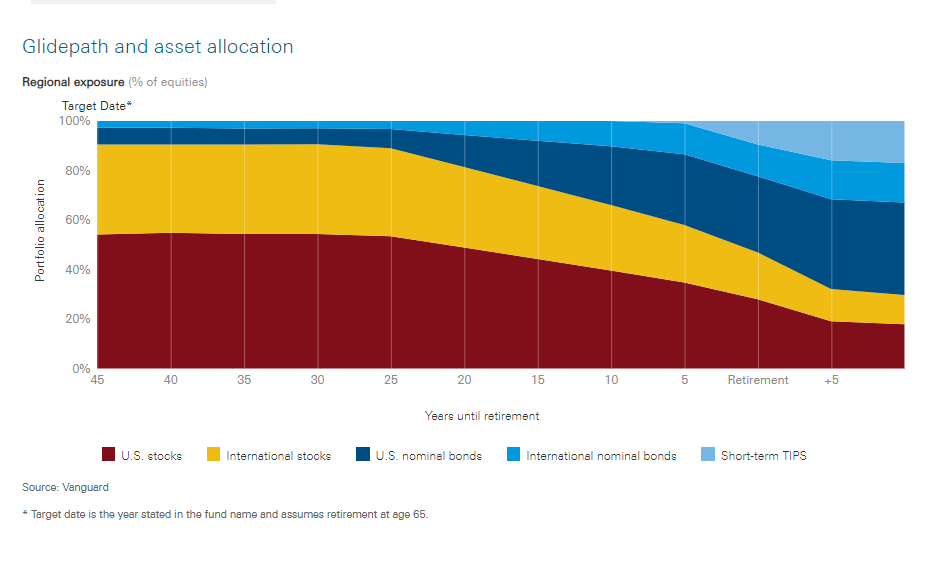 Glidepath and asset allocation
Regional exposure (% of equities)
Target Date*
100%
80%
60%
40%
20%
0%
Portfolio allocation
45 40 35 30 25 20 15 10 5 Retirement +5
Years until retirement
U.S. stocks International stocks U.S. nominal bonds International nominal bonds Short-term TIPS
Source: Vanguard
* Target date is the year stated in the fund name and assumes retirement at age 65.